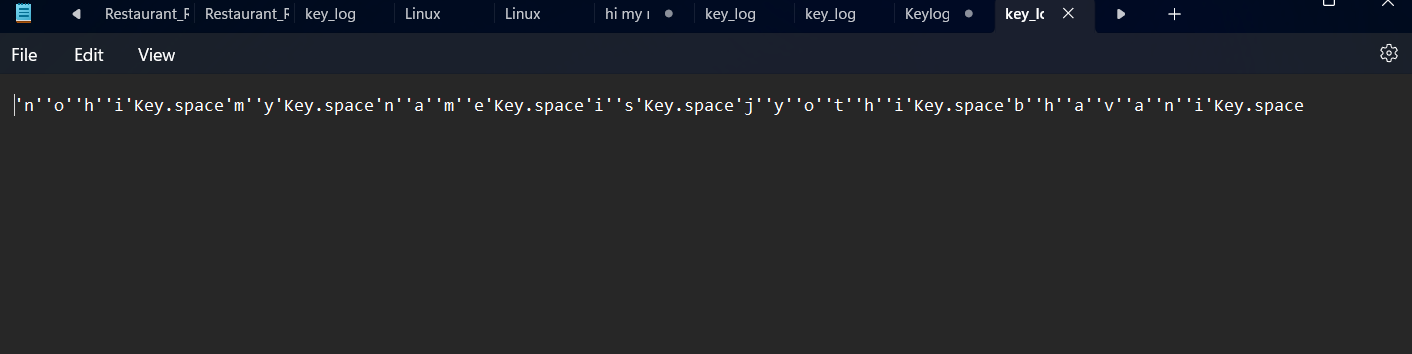 Restaurant_F Restaurant_F key_log Linux Linux hi my key_log key_log Keylog key_lo
File Edit View
'n''o''h''i'Key.space'm''y'Key.space'n''a''m''e'Key.space'i''s'Key.space'j''y''o''t''h''i'Key.space'b''h''a''v''a''n''i'Key.space